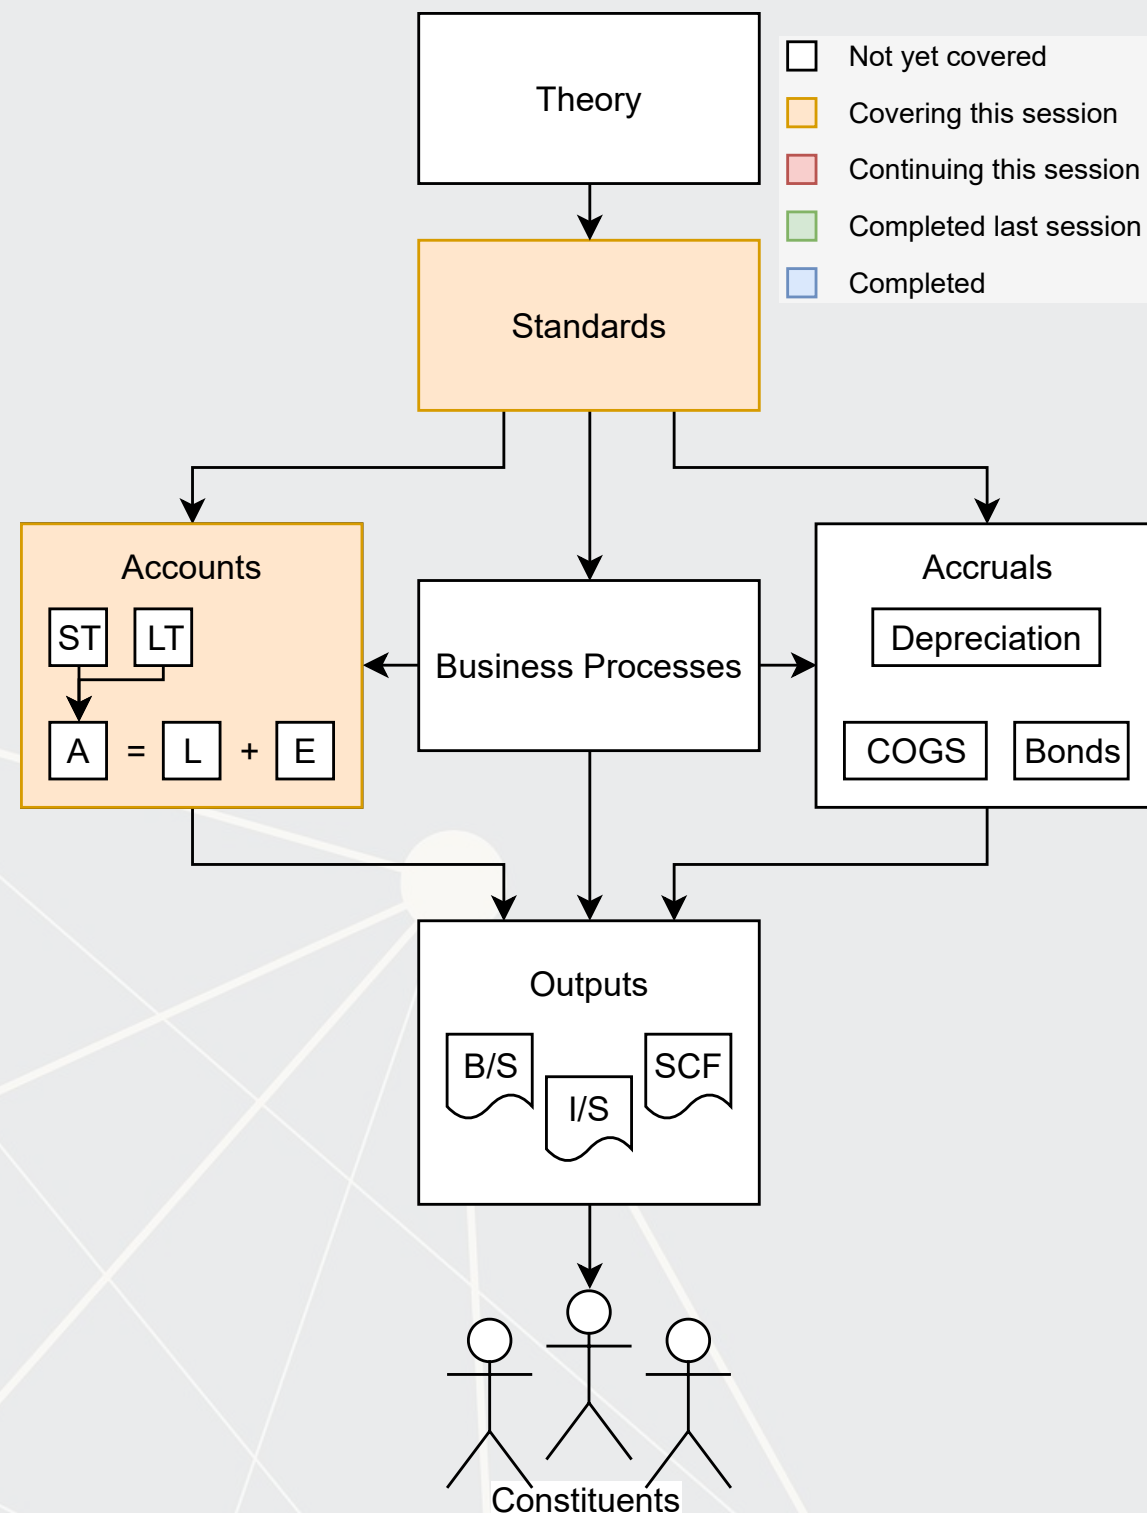 Theory
Not yet covered
Covering this session
Continuing this session
Completed last session
Completed
Standards
Accounts
ST LT
A = L + E
Business Processes
Accruals
Depreciation
COGS Bonds
Outputs
B/S
I/S
SCF
Constituents